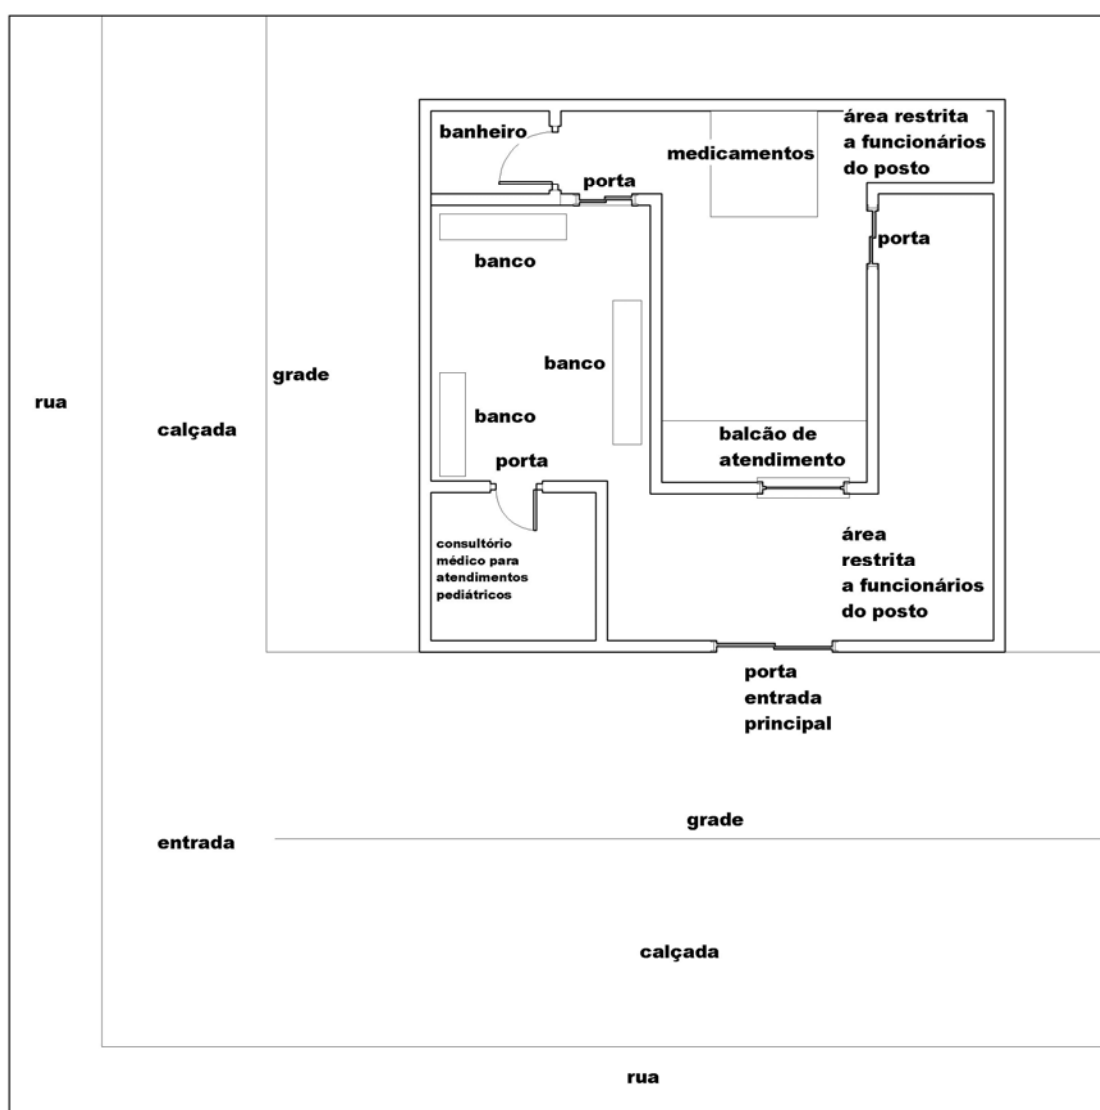 banheiro
medicamentos
área restrita
a funcionários
do posto
porta
porta
banco
banco
banco
grade
rua
calçada
balcão de
atendimento
porta
consultório
médico para
atendimentos
pediátricos
área
restrita
a funcionários
do posto
porta
entrada
principal
grade
entrada
calçada
rua